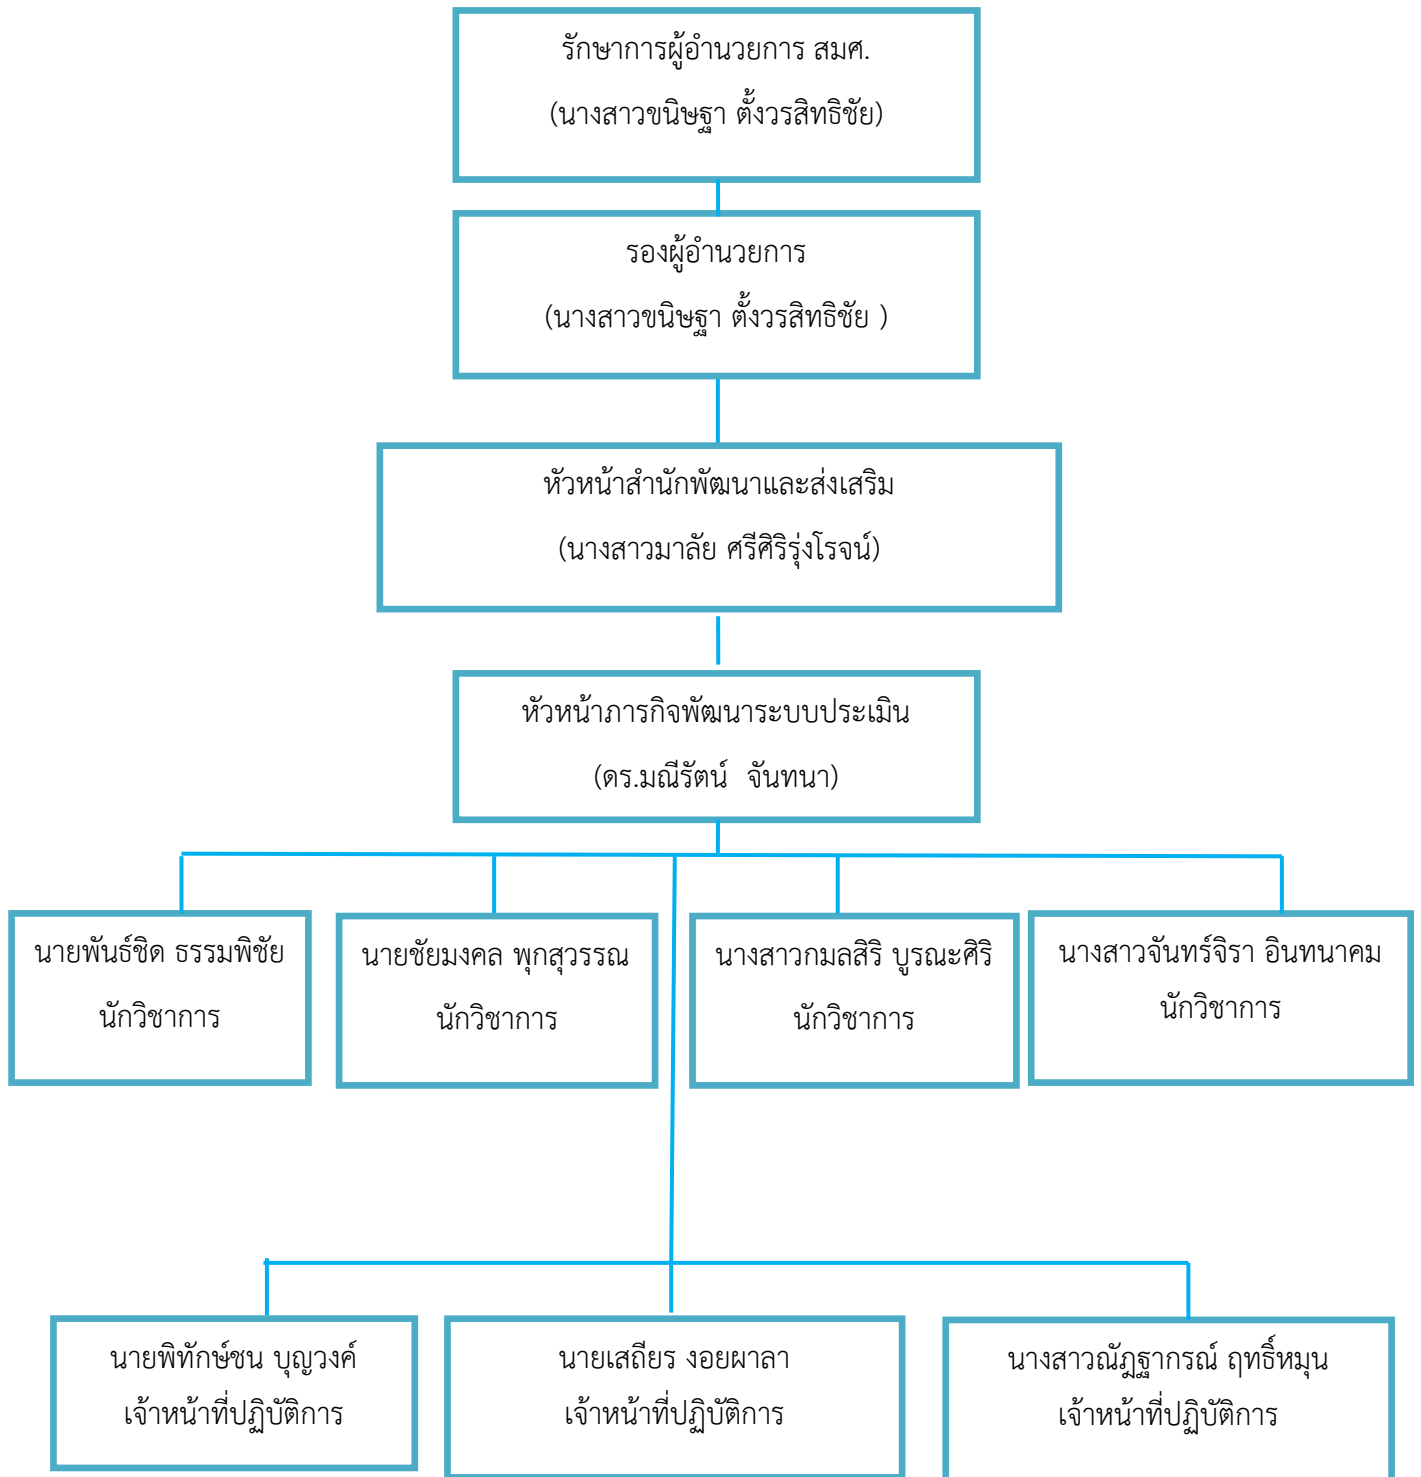 รักษาการผู้อำนวยการ สมศ.
(นางสาวขนิษฐา ตั้งวรสิทธิชัย)
รองผู้อำนวยการ
(นางสาวขนิษฐา ตั้งวรสิทธิชัย )
หัวหน้าสำนักพัฒนาและส่งเสริม
(นางสาวมาลัย ศรีศิริรุ่งโรจน์)
หัวหน้าภารกิจพัฒนาระบบประเมิน
(ดร.มณีรัตน์  จันทนา)
นายพันธ์ชิด ธรรมพิชัย
นักวิชาการ
นายชัยมงคล พุกสุวรรณ
นักวิชาการ
นางสาวกมลสิริ บูรณะศิริ
นักวิชาการ
นางสาวจันทร์จิรา อินทนาคม
นักวิชาการ
นายพิทักษ์ชน บุญวงค์
เจ้าหน้าที่ปฏิบัติการ
นายเสถียร งอยผาลา
เจ้าหน้าที่ปฏิบัติการ
นางสาวณัฏฐากรณ์ ฤทธิ์หมุน
เจ้าหน้าที่ปฏิบัติการ